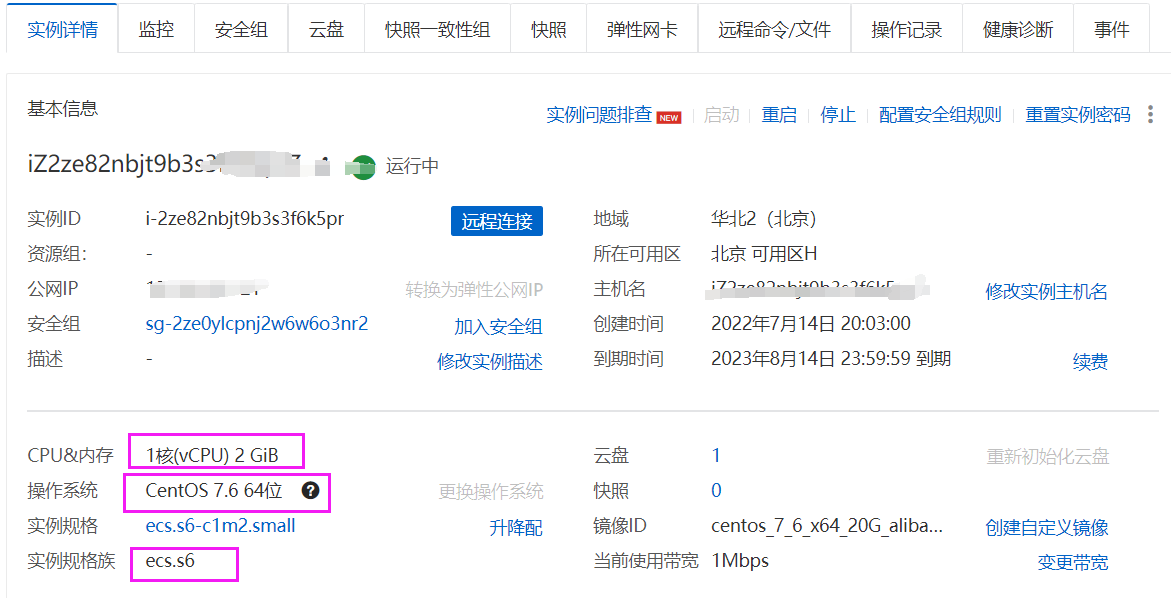 实例详情 监控 安全组 云盘 快照一致性组 快照 弹性网卡 远程命令/文件 操作记录 健康诊断 事件
基本信息 实例问题排查 NEW 启动 重启 停止 配置安全组规则 重置实例密码
iZ2ze82nbjt9b3s 运行中
实例ID i-2ze82nbjt9b3s3f6k5pr 远程连接 地域 华北2（北京）
资源组: - 所在可用区 北京 可用区H
公网IP 转换为弹性公网IP 主机名 修改实例主机名
安全组 sg-2ze0ylcpnj2w6w6o3nr2 加入安全组 创建时间 2022年7月14日 20:03:00
描述 - 修改实例描述 到期时间 2023年8月14日 23:59:59 到期 续费
CPU&内存 1核(vCPU) 2 GiB 云盘 1 重新初始化云盘
操作系统 CentOS 7.6 64位 ? 更换操作系统 快照 0
实例规格 ecs.s6-c1m2.small 升降配 镜像ID centos_7_6_x64_20G_aliba... 创建自定义镜像
实例规格族 ecs.s6 当前使用带宽 1Mbps 变更带宽